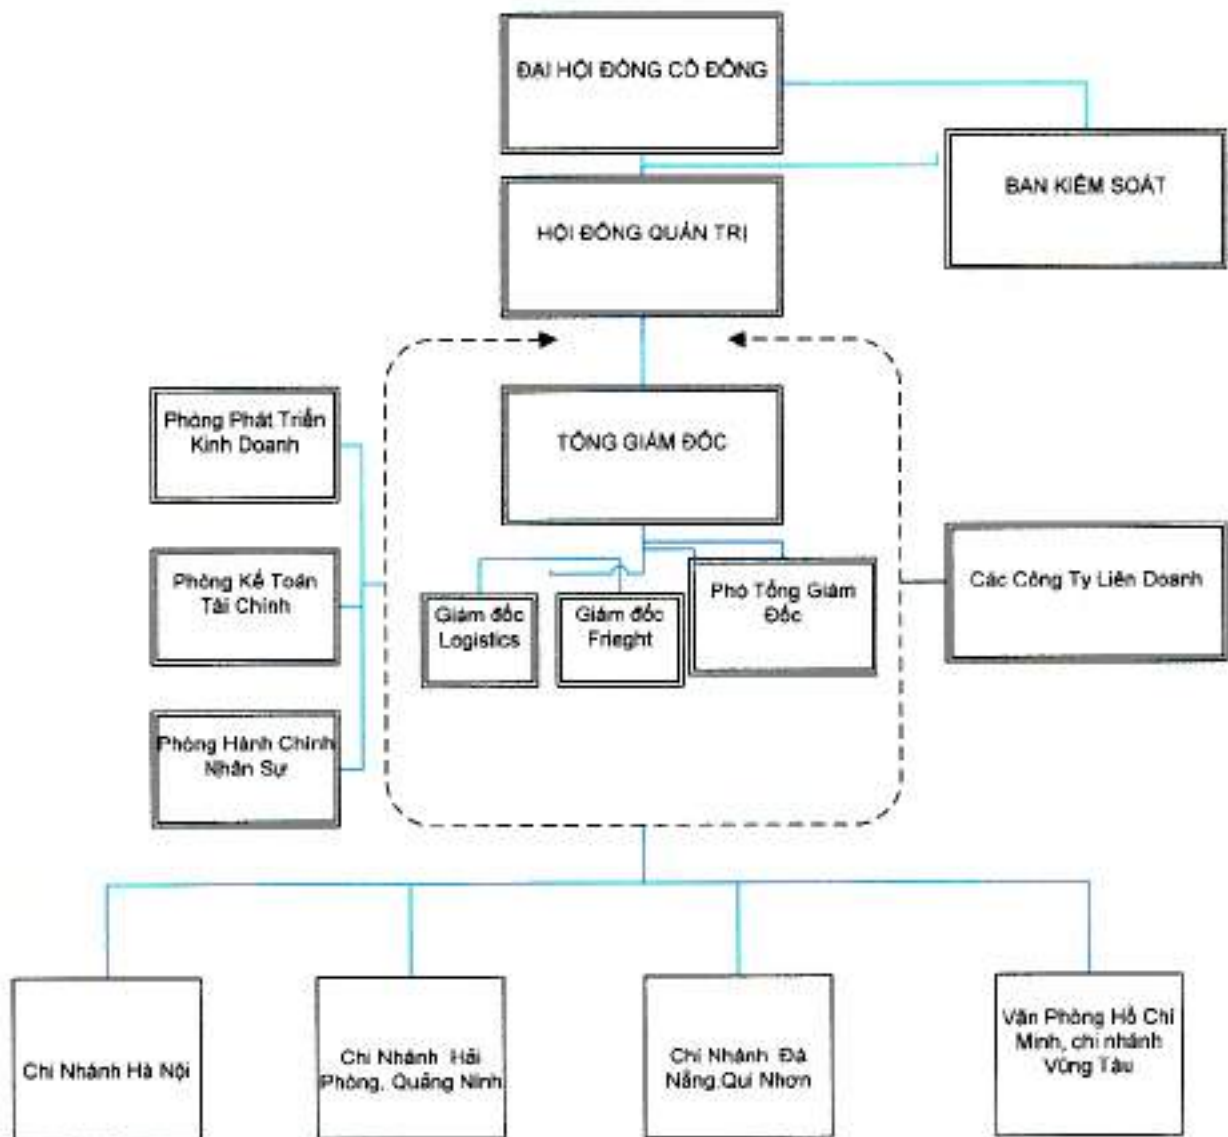 ĐẠI HỘI ĐỒNG CỔ ĐÔNG
BAN KIỂM SOÁT
HỘI ĐỒNG QUẢN TRỊ
Phòng Phát Triển
Kinh Doanh
TỔNG GIÁM ĐỐC
Phòng Kế Toán
Tài Chính
Giám đốc
Logistics
Giám đốc
Frieght
Phó Tổng Giám
Đốc
Các Công Ty Liên Doanh
Phòng Hành Chính
Nhân Sự
Chi Nhánh Hà Nội
Chi Nhánh Hải
Phòng, Quảng Ninh
Chi Nhánh Đà
Nẵng,Qui Nhơn
Văn Phòng Hồ Chí
Minh, chi nhánh
Vũng Tàu